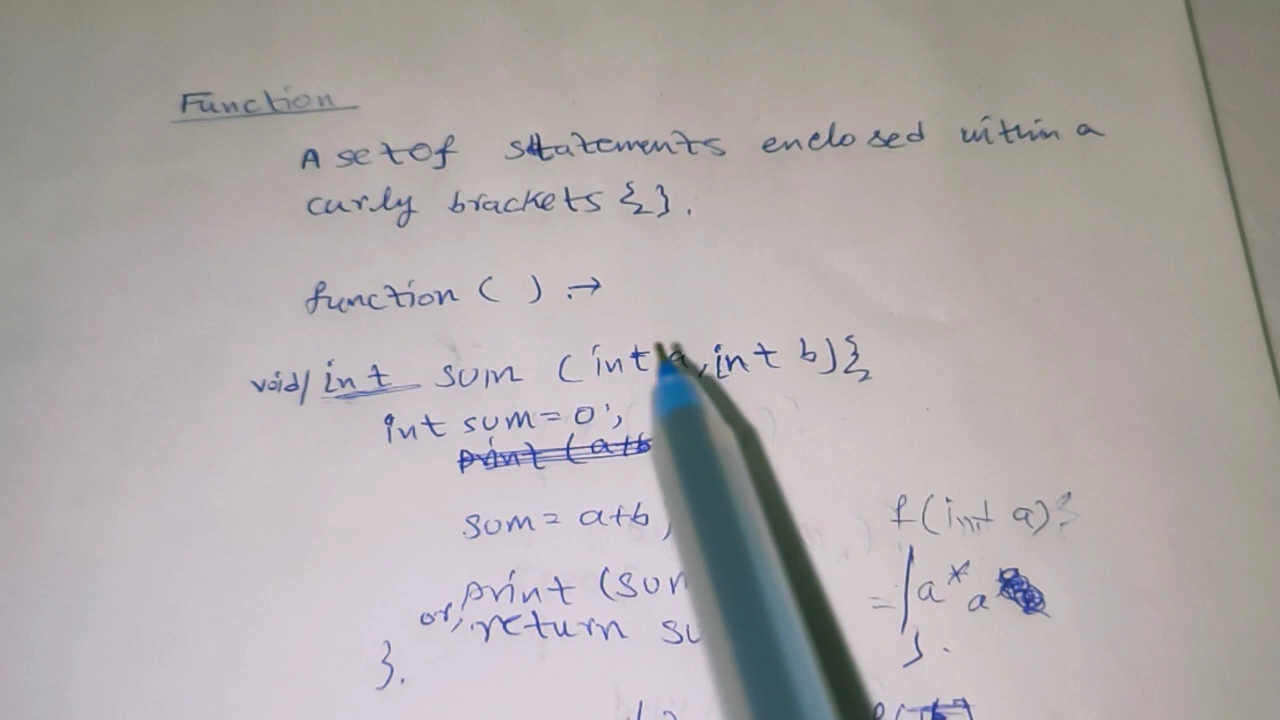 Function
A set of statements enclosed within a
curly brackets {}.
function ( ) →
void/ int sum (int a, int b) {
int sum = 0;
print (a+b
sum = a+b
print (sum
or, return su
}.
f(int a) {
= a * a
}.